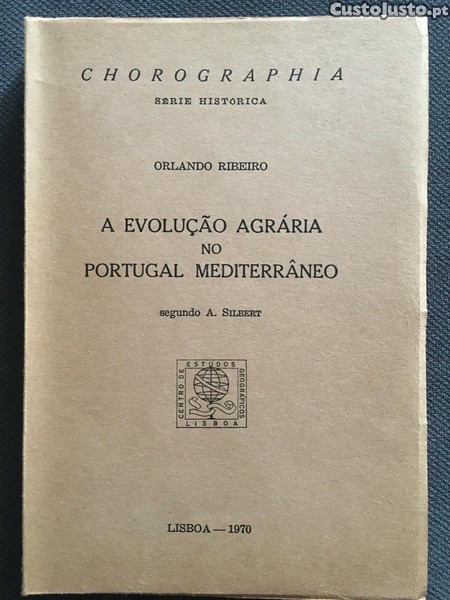 CustoJusto.pt
CHOROGRAPHIA
SÉRIE HISTÓRICA
ORLANDO RIBEIRO
A EVOLUÇÃO AGRÁRIA
NO
PORTUGAL MEDITERRÂNEO
segundo A. SILBERT
CENTRO DE
ESTUDOS
GEOGRÁFICOS
LISBOA
LISBOA — 1970